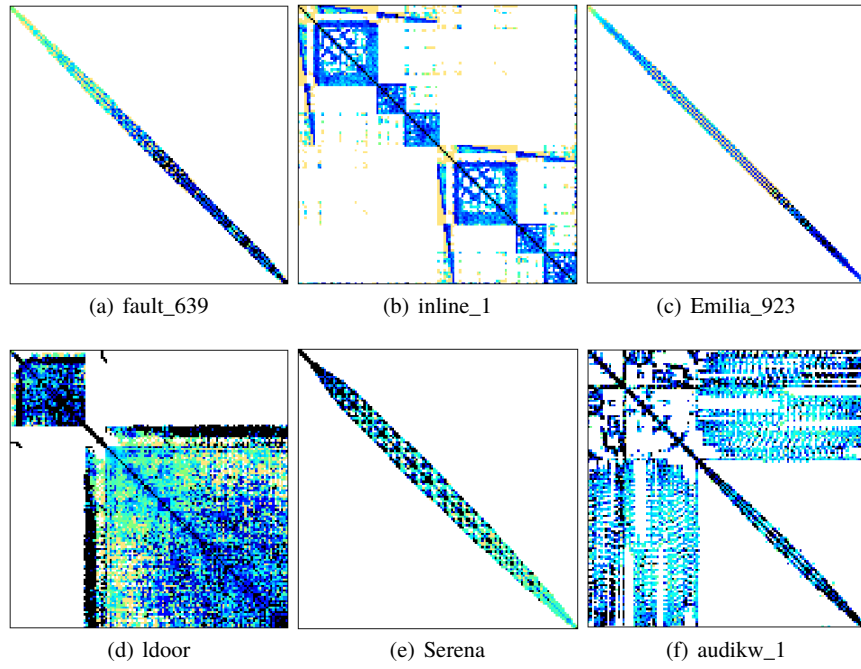 (a) fault_639
(b) inline_1
(c) Emilia_923
(d) ldoor
(e) Serena
(f) audikw_1